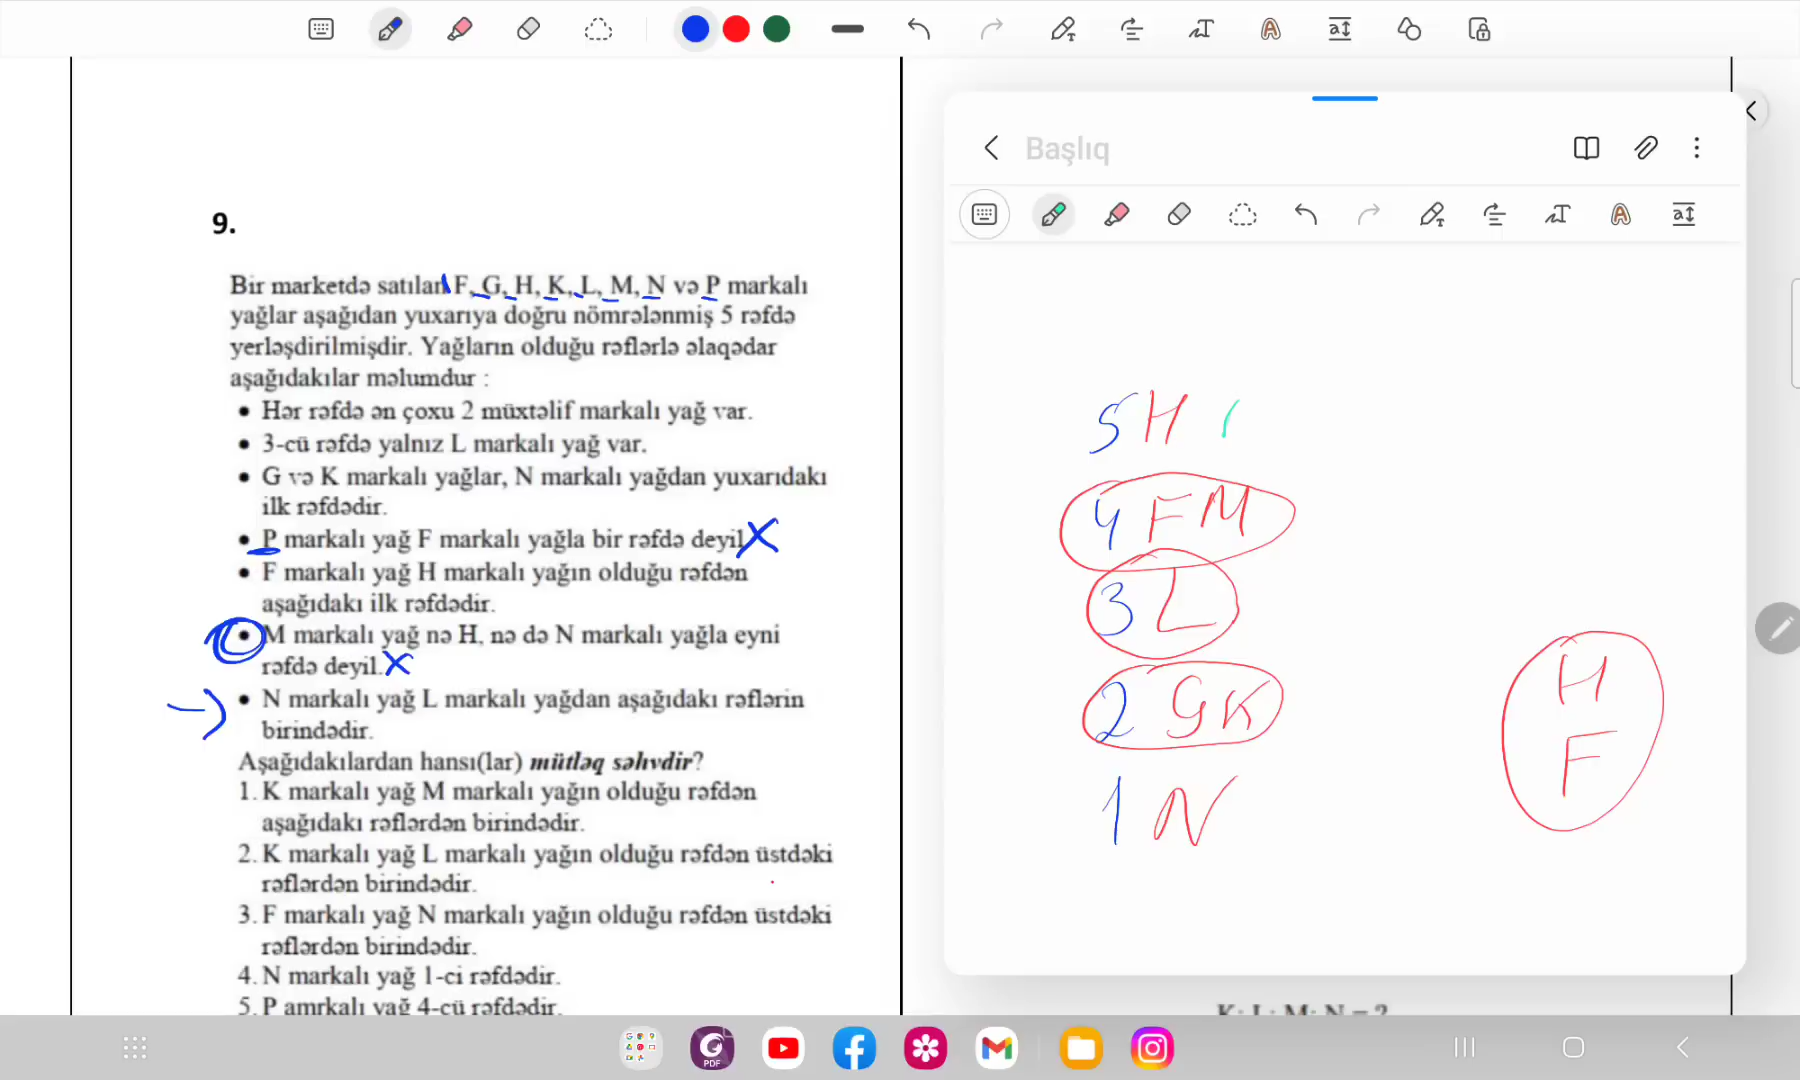 Başlıq
9.
Bir marketdə satılan F, G, H, K, L, M, N və P markalı
yağlar aşağıdan yuxarıya doğru nömrələnmiş 5 rəfdə
yerləşdirilmişdir. Yağların olduğu rəflərlə əlaqədar
aşağıdakılar məlumdur :
• Hər rəfdə ən çoxu 2 müxtəlif markalı yağ var.
• 3-cü rəfdə yalnız L markalı yağ var.
• G və K markalı yağlar, N markalı yağdan yuxarıdakı
ilk rəfdədir.
• P markalı yağ F markalı yağla bir rəfdə deyil
• F markalı yağ H markalı yağın olduğu rəfdən
aşağıdakı ilk rəfdədir.
• M markalı yağ nə H, nə də N markalı yağla eyni
rəfdə deyil.
• N markalı yağ L markalı yağdan aşağıdakı rəflərin
birindədir.
Aşağıdakılardan hansı(lar) mütləq səhvdir?
1. K markalı yağ M markalı yağın olduğu rəfdən
aşağıdakı rəflərdən birindədir.
2. K markalı yağ L markalı yağın olduğu rəfdən üstdəki
rəflərdən birindədir.
3. F markalı yağ N markalı yağın olduğu rəfdən üstdəki
rəflərdən birindədir.
4. N markalı yağ 1-ci rəfdədir.
5. P amrkalı yağ 4-cü rəfdədir.
5 H
4 F M
3 L
2 G K
1 N
H
F
K; L; M; N = ?
PDF